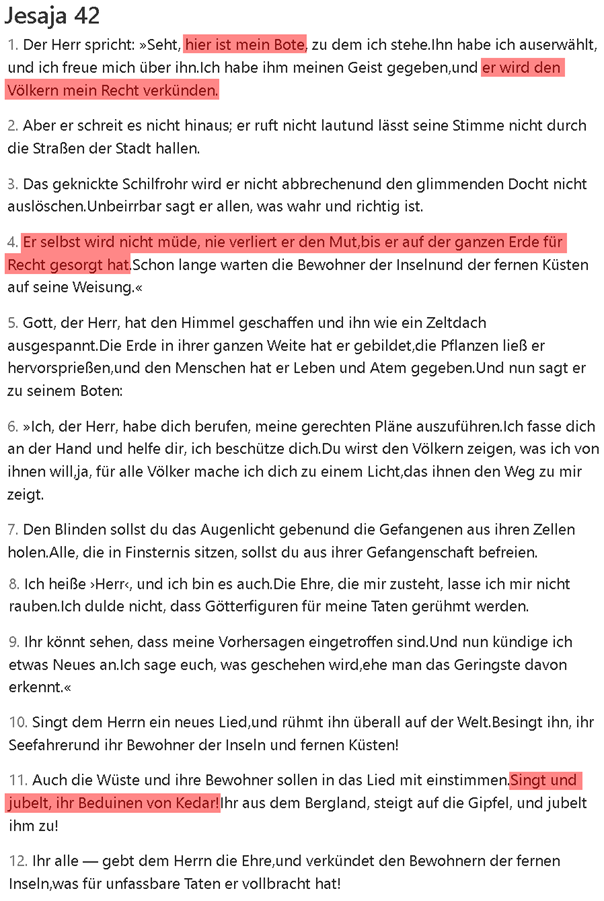 Jesaja 42
1. Der Herr spricht: »Seht, hier ist mein Bote, zu dem ich stehe.Ihn habe ich auserwählt,
und ich freue mich über ihn.Ich habe ihm meinen Geist gegeben,und er wird den
Völkern mein Recht verkünden.
2. Aber er schreit es nicht hinaus; er ruft nicht lautund lässt seine Stimme nicht durch
die Straßen der Stadt hallen.
3. Das geknickte Schilfrohr wird er nicht abbrechenund den glimmenden Docht nicht
auslöschen.Unbeirrbar sagt er allen, was wahr und richtig ist.
4. Er selbst wird nicht müde, nie verliert er den Mut,bis er auf der ganzen Erde für
Recht gesorgt hat.Schon lange warten die Bewohner der Inselnund der fernen Küsten
auf seine Weisung.«
5. Gott, der Herr, hat den Himmel geschaffen und ihn wie ein Zeltdach
ausgespannt.Die Erde in ihrer ganzen Weite hat er gebildet,die Pflanzen ließ er
hervorsprießen,und den Menschen hat er Leben und Atem gegeben.Und nun sagt er
zu seinem Boten:
6. »Ich, der Herr, habe dich berufen, meine gerechten Pläne auszuführen.Ich fasse dich
an der Hand und helfe dir, ich beschütze dich.Du wirst den Völkern zeigen, was ich von
ihnen will,ja, für alle Völker mache ich dich zu einem Licht,das ihnen den Weg zu mir
zeigt.
7. Den Blinden sollst du das Augenlicht gebenund die Gefangenen aus ihren Zellen
holen.Alle, die in Finsternis sitzen, sollst du aus ihrer Gefangenschaft befreien.
8. Ich heiße ›Herr‹, und ich bin es auch.Die Ehre, die mir zusteht, lasse ich mir nicht
rauben.Ich dulde nicht, dass Götterfiguren für meine Taten gerühmt werden.
9. Ihr könnt sehen, dass meine Vorhersagen eingetroffen sind.Und nun kündige ich
etwas Neues an.Ich sage euch, was geschehen wird,ehe man das Geringste davon
erkennt.«
10. Singt dem Herrn ein neues Lied,und rühmt ihn überall auf der Welt.Besingt ihn, ihr
Seefahrerund ihr Bewohner der Inseln und fernen Küsten!
11. Auch die Wüste und ihre Bewohner sollen in das Lied mit einstimmen.Singt und
jubelt, ihr Beduinen von Kedar!Ihr aus dem Bergland, steigt auf die Gipfel, und jubelt
ihm zu!
12. Ihr alle — gebt dem Herrn die Ehre,und verkündet den Bewohnern der fernen
Inseln,was für unfassbare Taten er vollbracht hat!